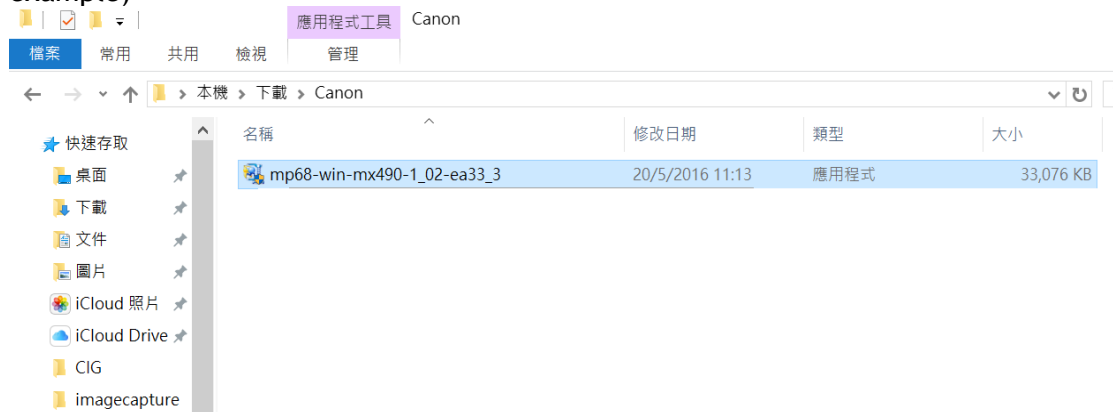 example)
應用程式工具 Canon
檔案 常用 共用 檢視 管理
本機 > 下載 > Canon
快速存取
桌面
下載
文件
圖片
iCloud 照片
iCloud Drive
CIG
imagecapture
名稱 修改日期 類型 大小
mp68-win-mx490-1_02-ea33_3 20/5/2016 11:13 應用程式 33,076 KB